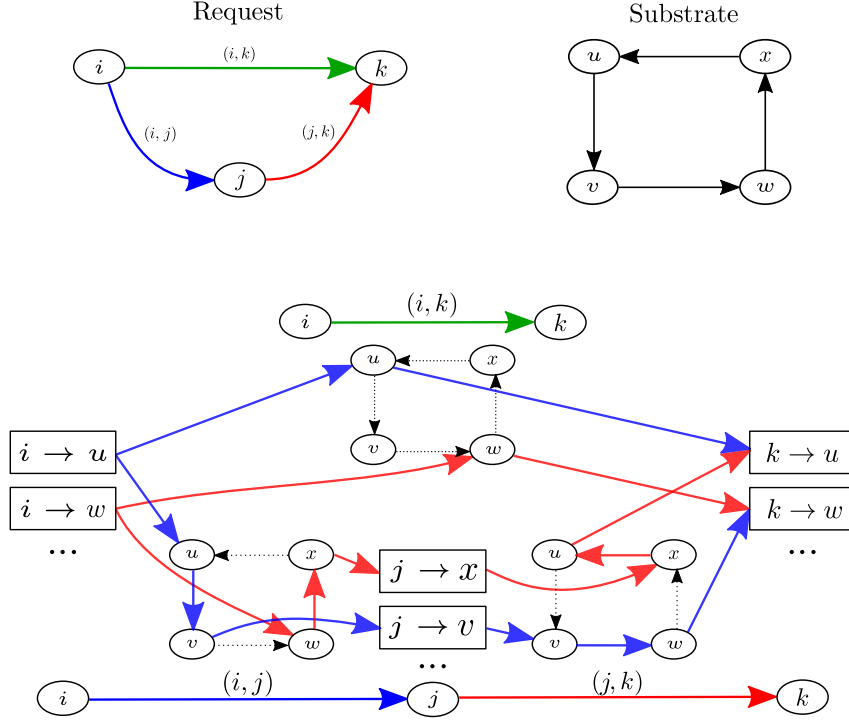 Request
Substrate
i
(i, k)
k
(i, j)
(j, k)
j
u
x
v
w
(i, k)
i
k
u
x
i → u
v
w
k → u
i → w
k → w
...
...
u
x
j → x
u
x
v
w
j → v
v
w
...
(i, j)
(j, k)
i
j
k